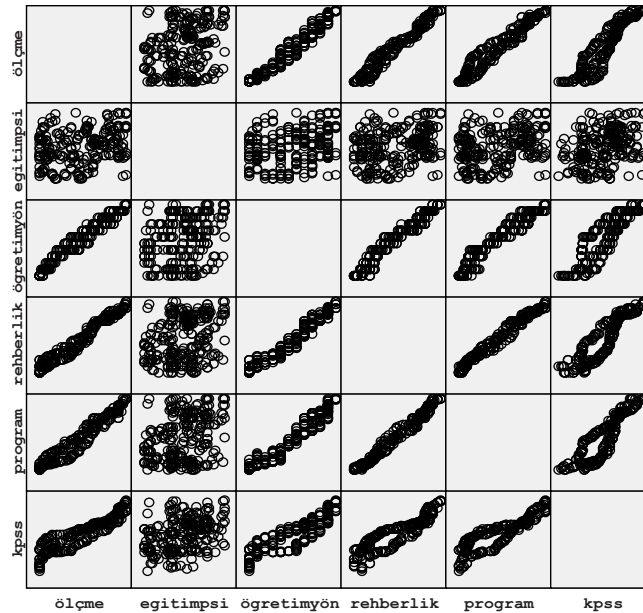 ölçme
egitimpsi
ögretimyön
rehberlik
program
kpss
ölçme egitimpsi ögretimyön rehberlik program kpss